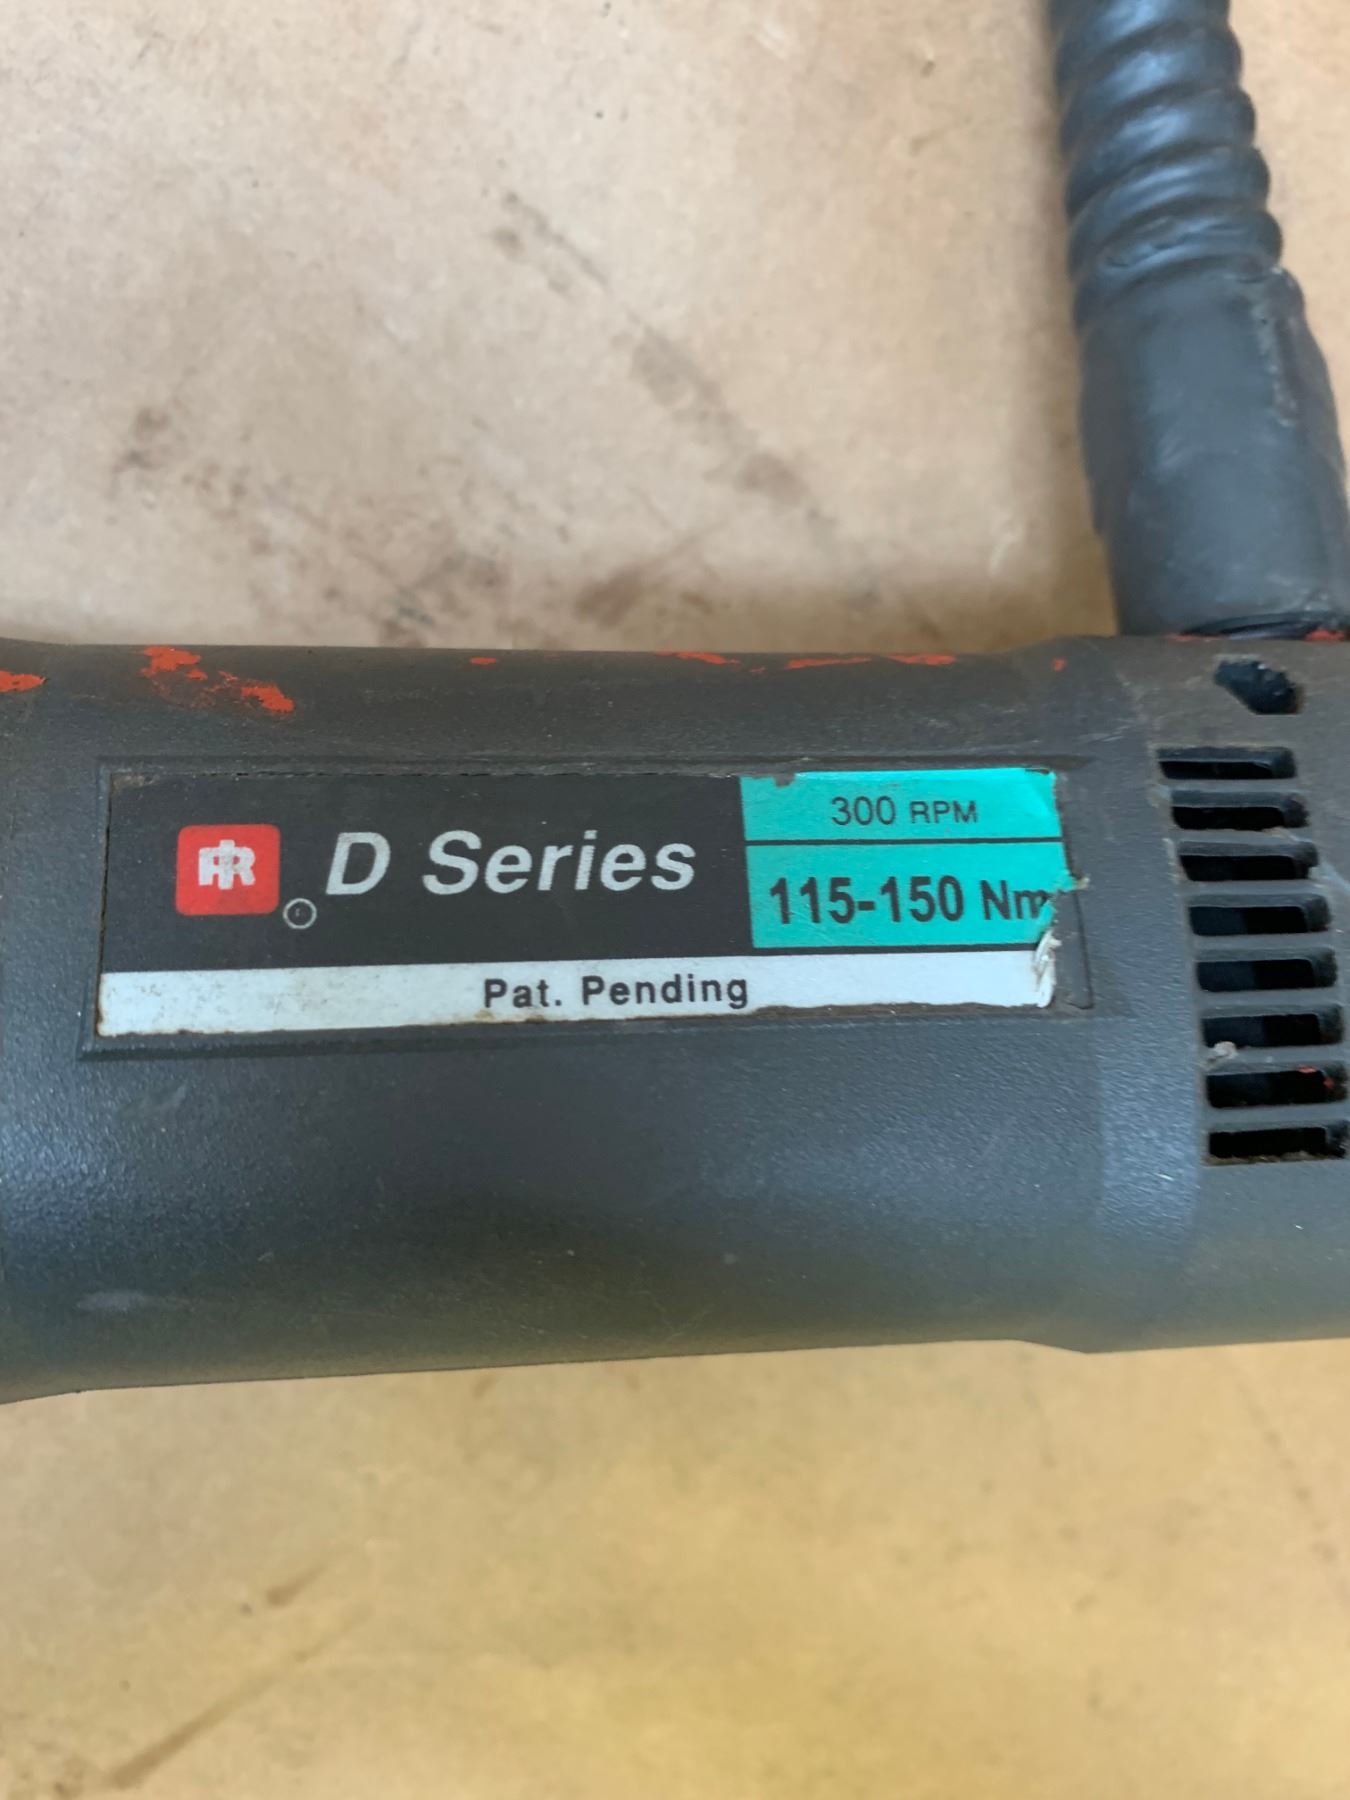 IR D Series
300 RPM
115-150 Nm
Pat. Pending